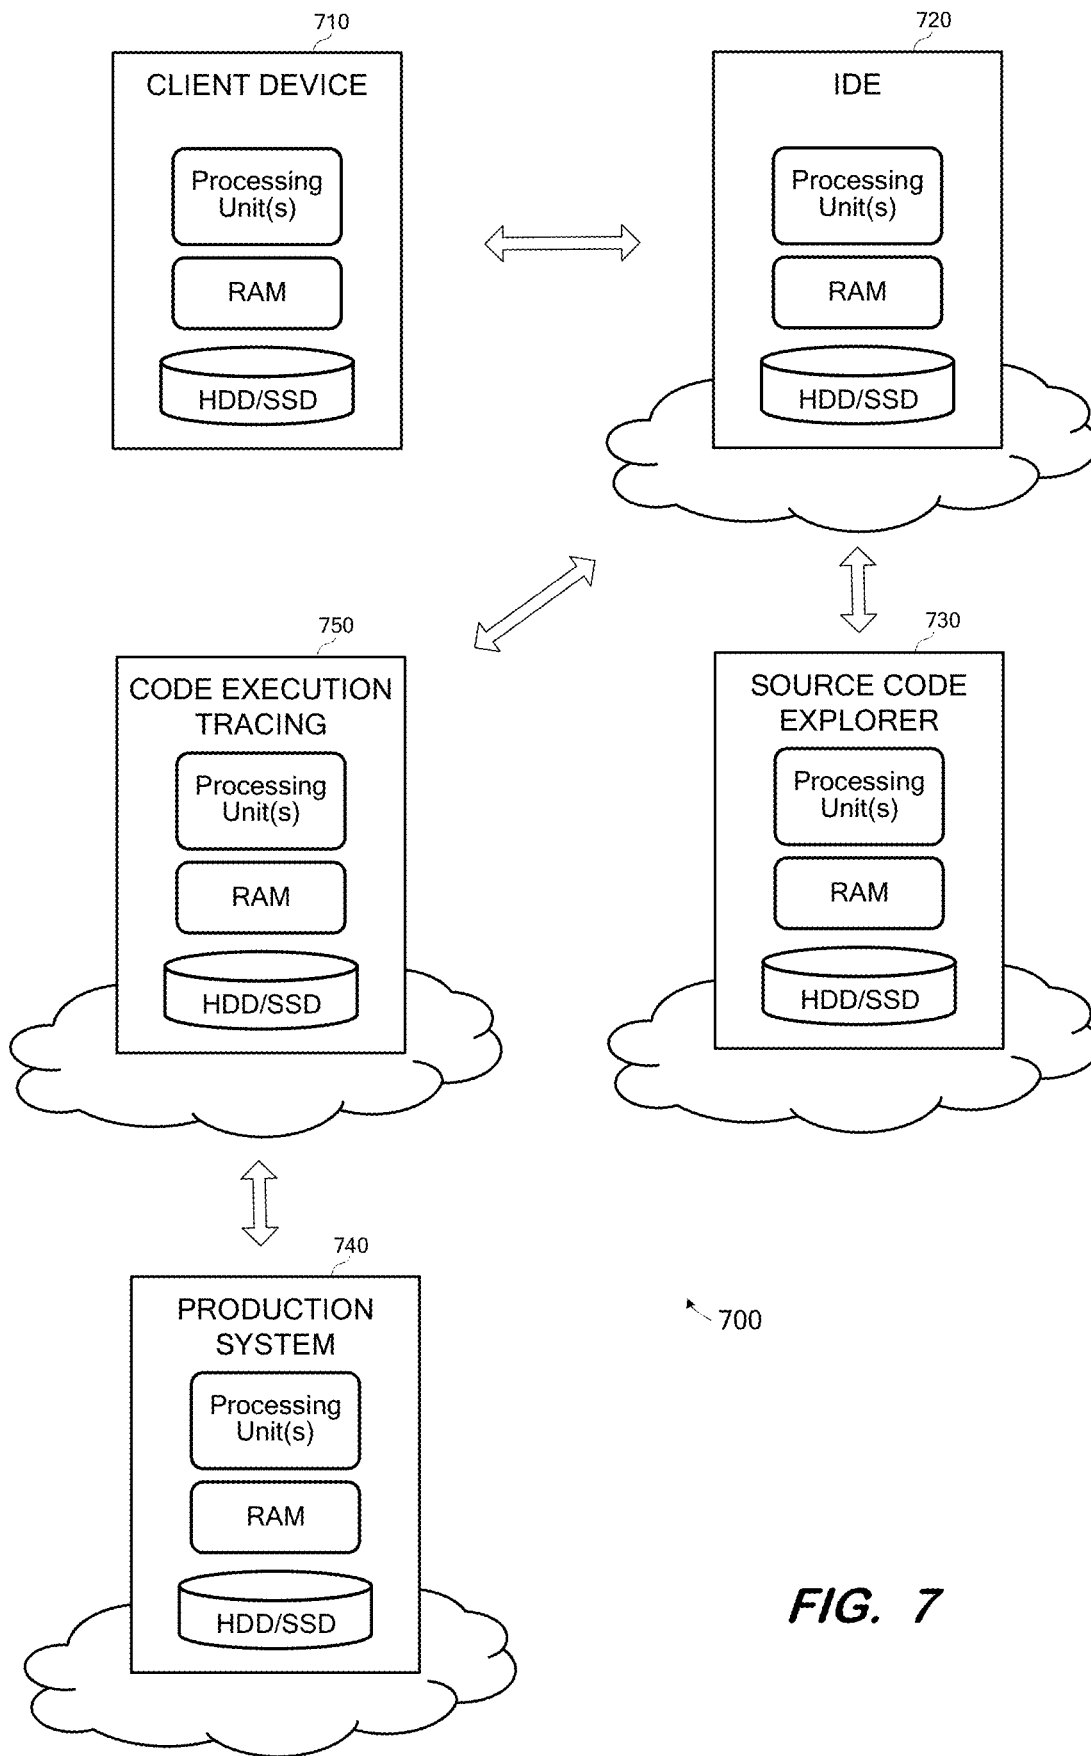 710
CLIENT DEVICE
Processing
Unit(s)
RAM
HDD/SSD
720
IDE
Processing
Unit(s)
RAM
HDD/SSD
750
CODE EXECUTION
TRACING
Processing
Unit(s)
RAM
HDD/SSD
730
SOURCE CODE
EXPLORER
Processing
Unit(s)
RAM
HDD/SSD
740
PRODUCTION
SYSTEM
Processing
Unit(s)
RAM
HDD/SSD
700
FIG. 7